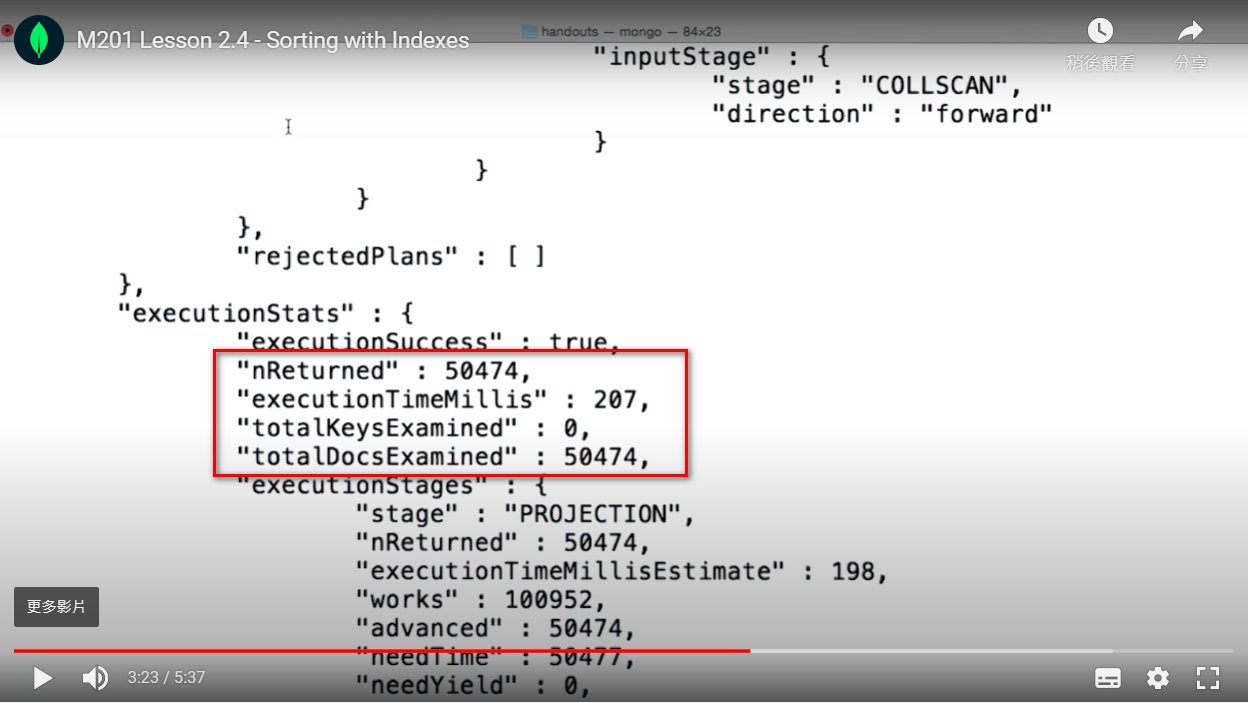 handouts — mongo — 84×23
M201 Lesson 2.4 - Sorting with Indexes
稍後觀看
分享
"inputStage" : {
"stage" : "COLLSCAN",
"direction" : "forward"
}
}
}
},
"rejectedPlans" : [ ]
},
"executionStats" : {
"executionSuccess" : true,
"nReturned" : 50474,
"executionTimeMillis" : 207,
"totalKeysExamined" : 0,
"totalDocsExamined" : 50474,
"executionStages" : {
"stage" : "PROJECTION",
"nReturned" : 50474,
"executionTimeMillisEstimate" : 198,
"works" : 100952,
"advanced" : 50474,
"needTime" : 50477,
"needYield" : 0,
更多影片
3:23 / 5:37